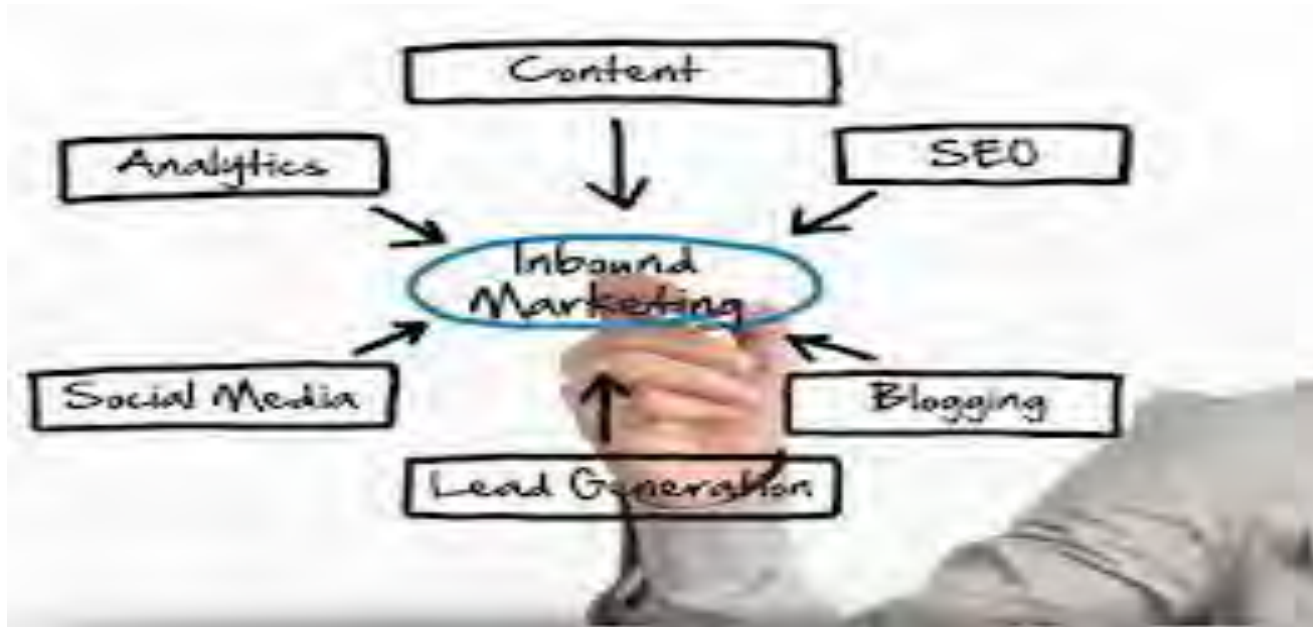 Content
Analytics
SEO
Inbound
Marketing
Social Media
Blogging
Lead Generation